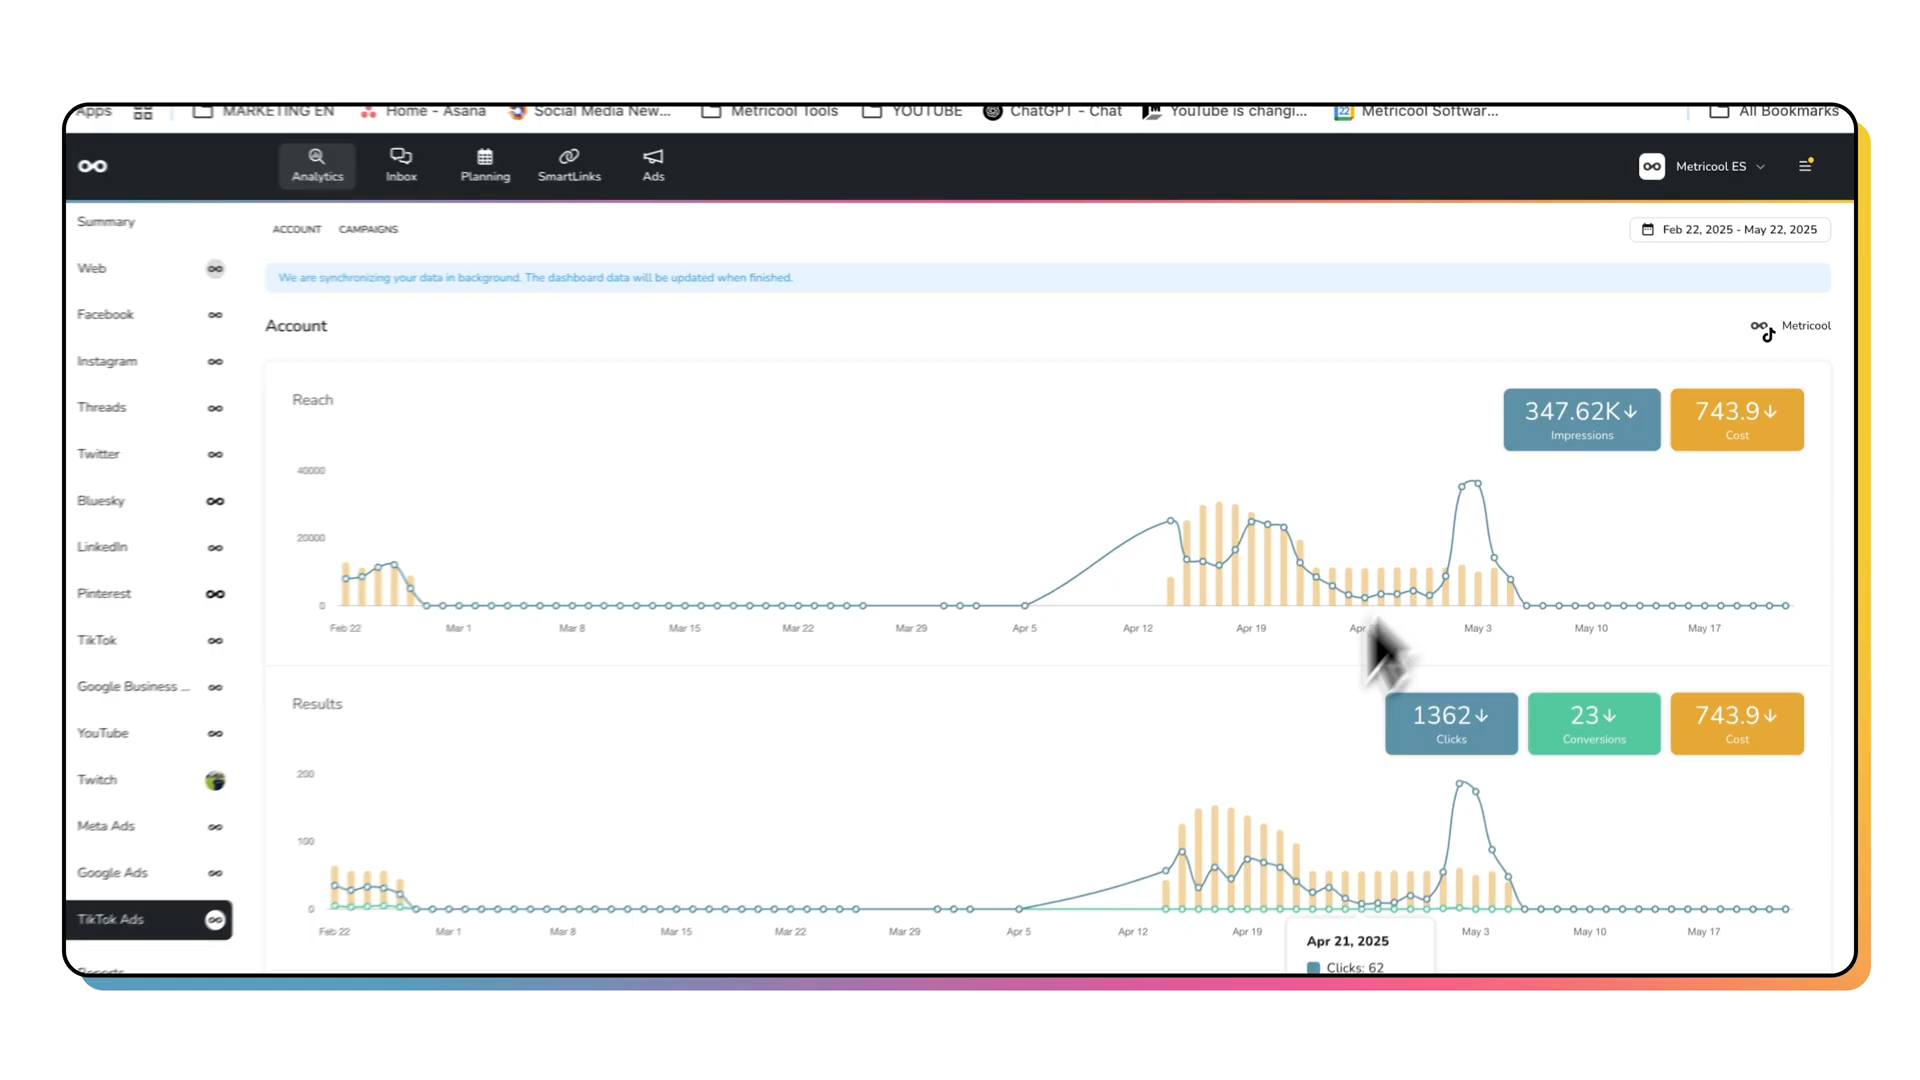 Apps MARKETING EN Home - Asana Social Media New... Metricool Tools YOUTUBE ChatGPT - Chat YouTube is changi... Metricool Softwar... All Bookmarks
Analytics Inbox Planning SmartLinks Ads Metricool ES
Summary
Web
Facebook
Instagram
Threads
Twitter
Bluesky
LinkedIn
Pinterest
TikTok
Google Business ...
YouTube
Twitch
Meta Ads
Google Ads
TikTok Ads
Reports
ACCOUNT CAMPAIGNS Feb 22, 2025 - May 22, 2025
We are synchronizing your data in background. The dashboard data will be updated when finished.
Account Metricool
Reach
347.62K↓ 743.9↓
Impressions Cost
40000
20000
0
Feb 22 Mar 1 Mar 8 Mar 15 Mar 22 Mar 29 Apr 5 Apr 12 Apr 19 Apr May 3 May 10 May 17
Results
1362↓ 23↓ 743.9↓
Clicks Conversions Cost
200
100
0
Feb 22 Mar 1 Mar 8 Mar 15 Mar 22 Mar 29 Apr 5 Apr 12 Apr 19 May 3 May 10 May 17
Apr 21, 2025
Clicks: 62